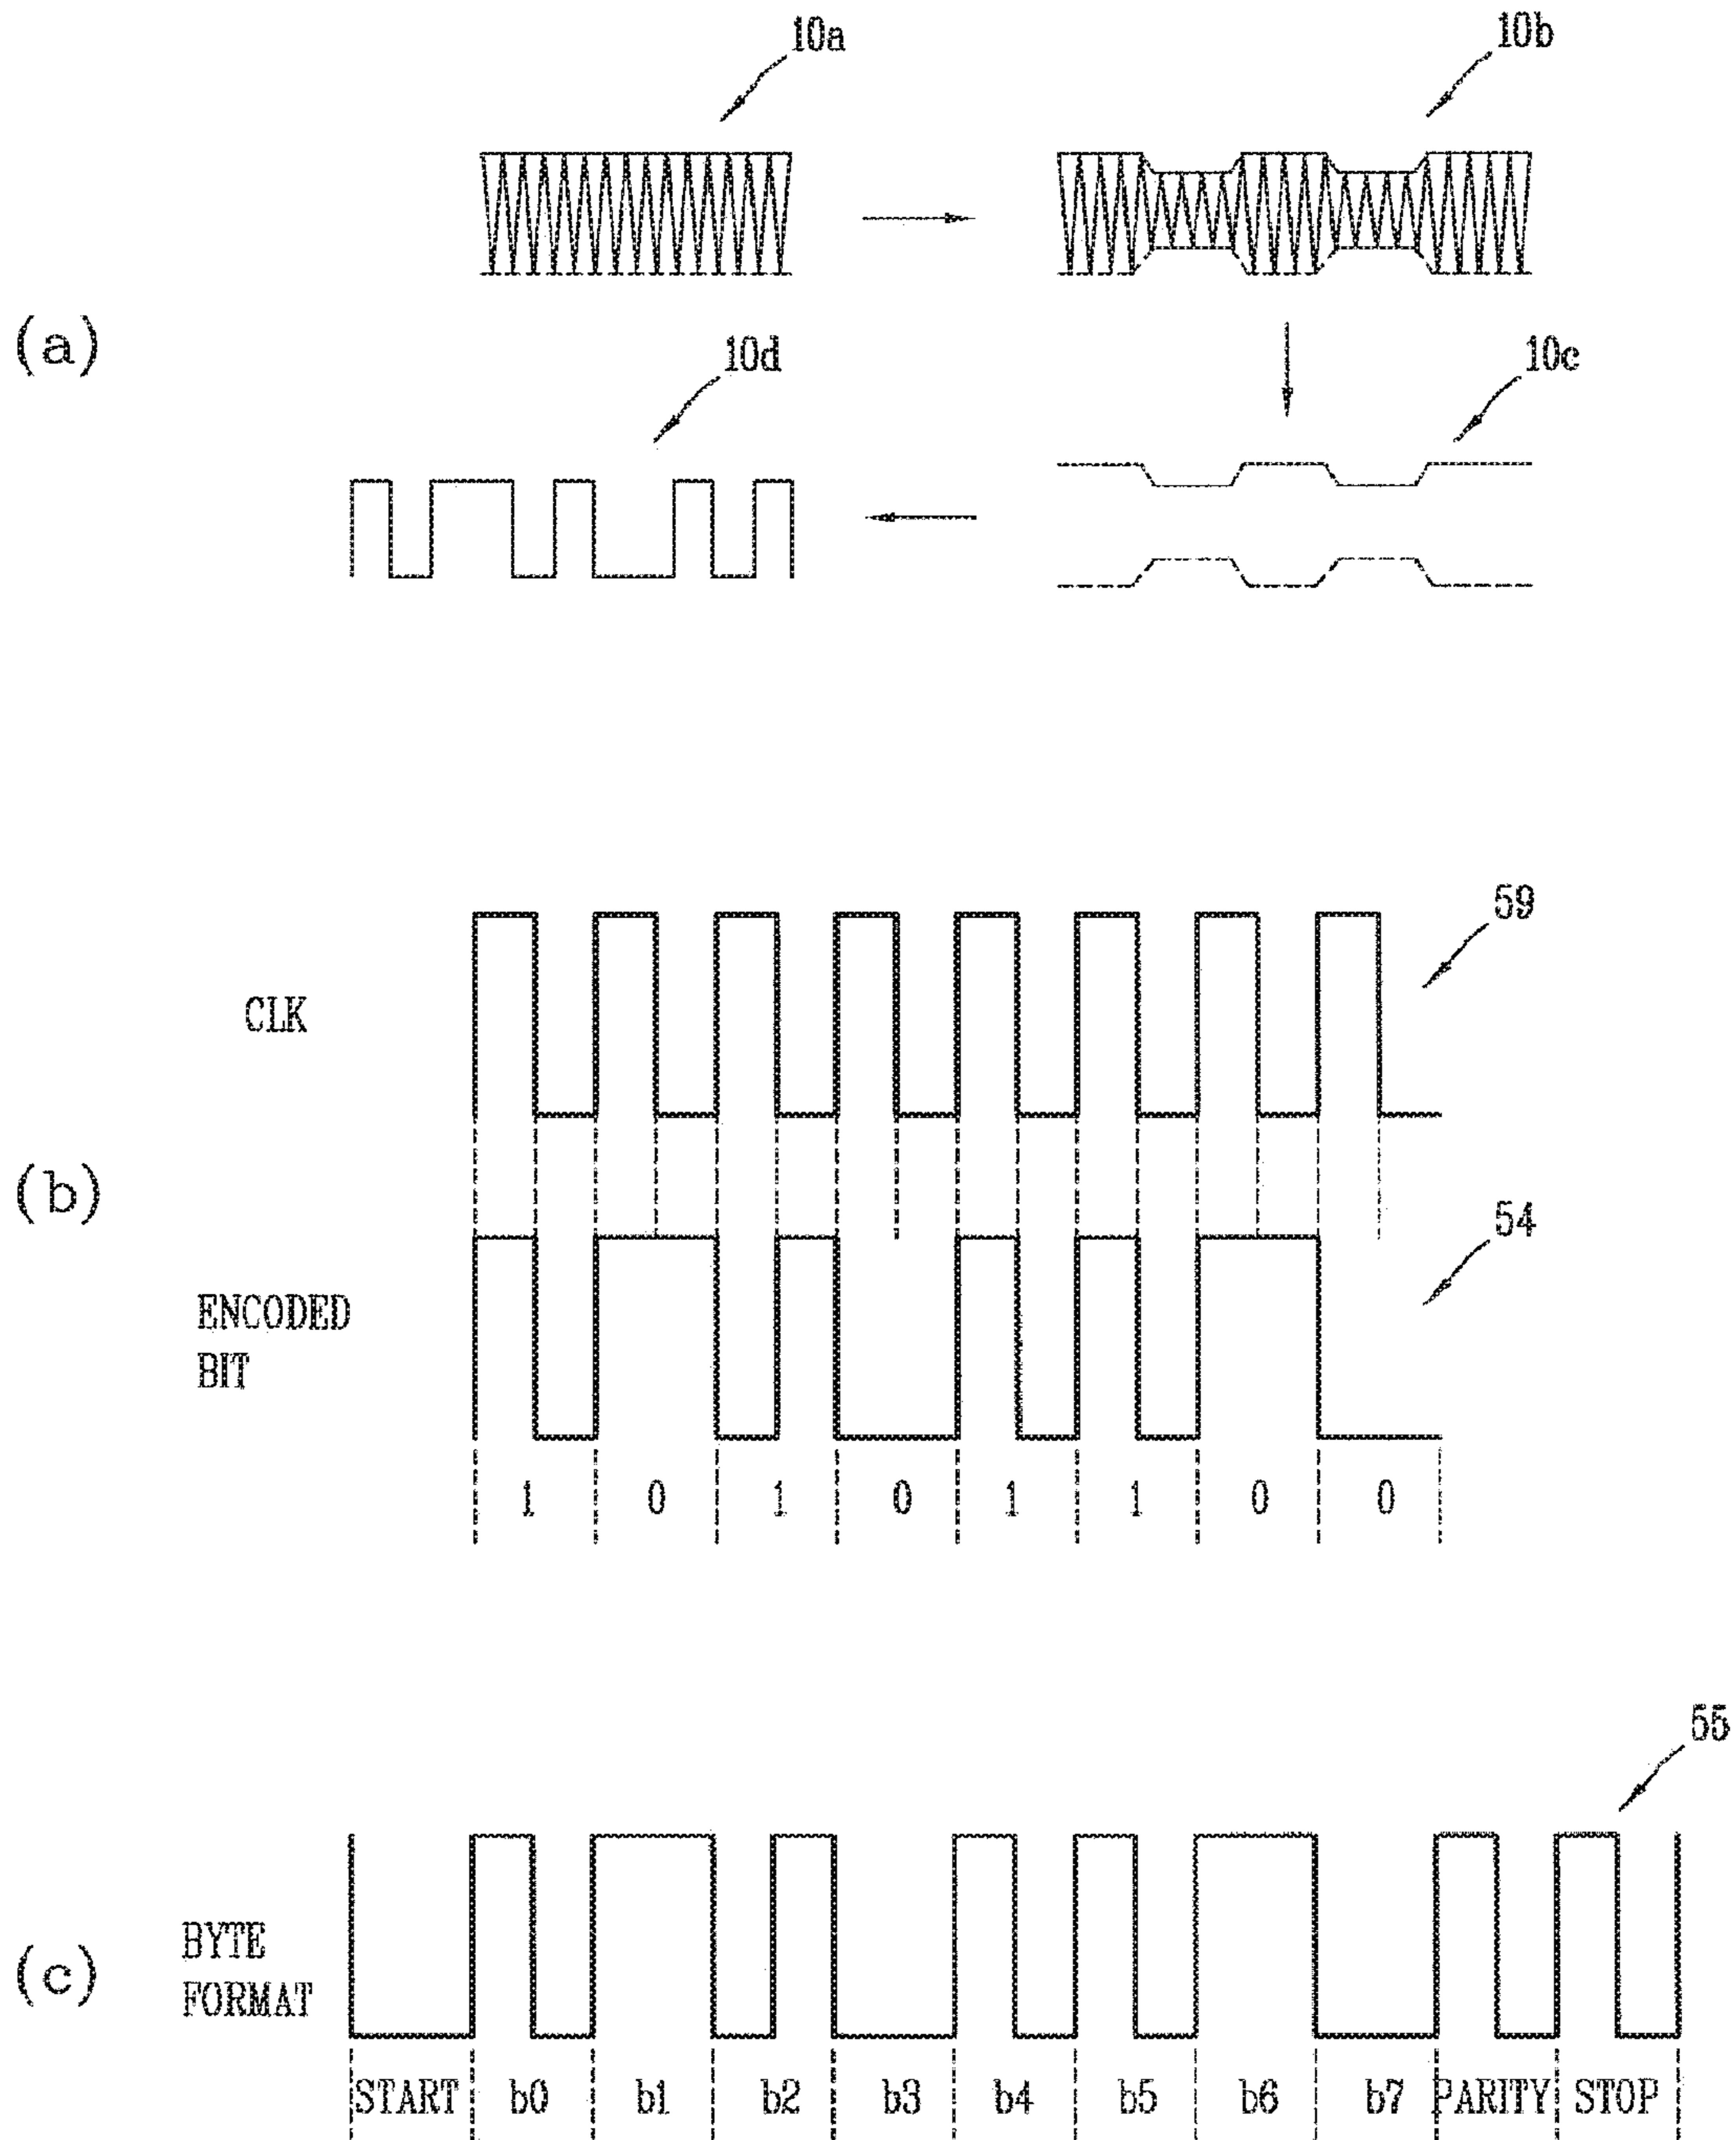 10a
10b
(a)
10d
10c
59
CLK
(b)
54
ENCODED
BIT
1 0 1 0 1 1 0 0
55
BYTE
FORMAT
(c)
START b0 b1 b2 b3 b4 b5 b6 b7 PARITY STOP